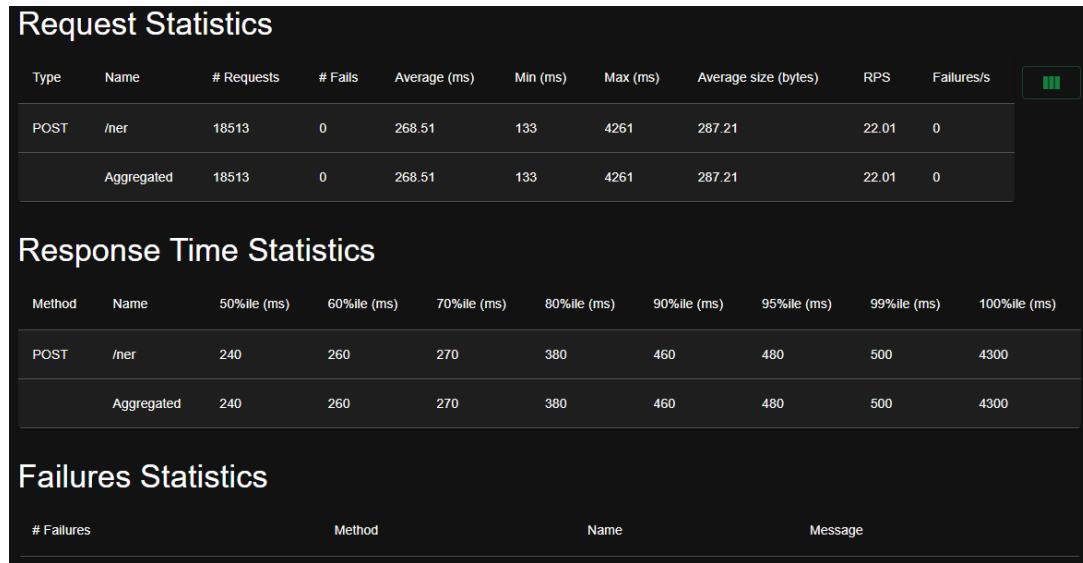 Request Statistics
Type Name # Requests # Fails Average (ms) Min (ms) Max (ms) Average size (bytes) RPS Failures/s
POST /ner 18513 0 268.51 133 4261 287.21 22.01 0
Aggregated 18513 0 268.51 133 4261 287.21 22.01 0
Response Time Statistics
Method Name 50%ile (ms) 60%ile (ms) 70%ile (ms) 80%ile (ms) 90%ile (ms) 95%ile (ms) 99%ile (ms) 100%ile (ms)
POST /ner 240 260 270 380 460 480 500 4300
Aggregated 240 260 270 380 460 480 500 4300
Failures Statistics
# Failures Method Name Message